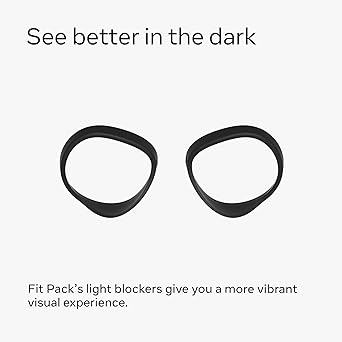 See better in the dark
Fit Pack's light blockers give you a more vibrant
visual experience.